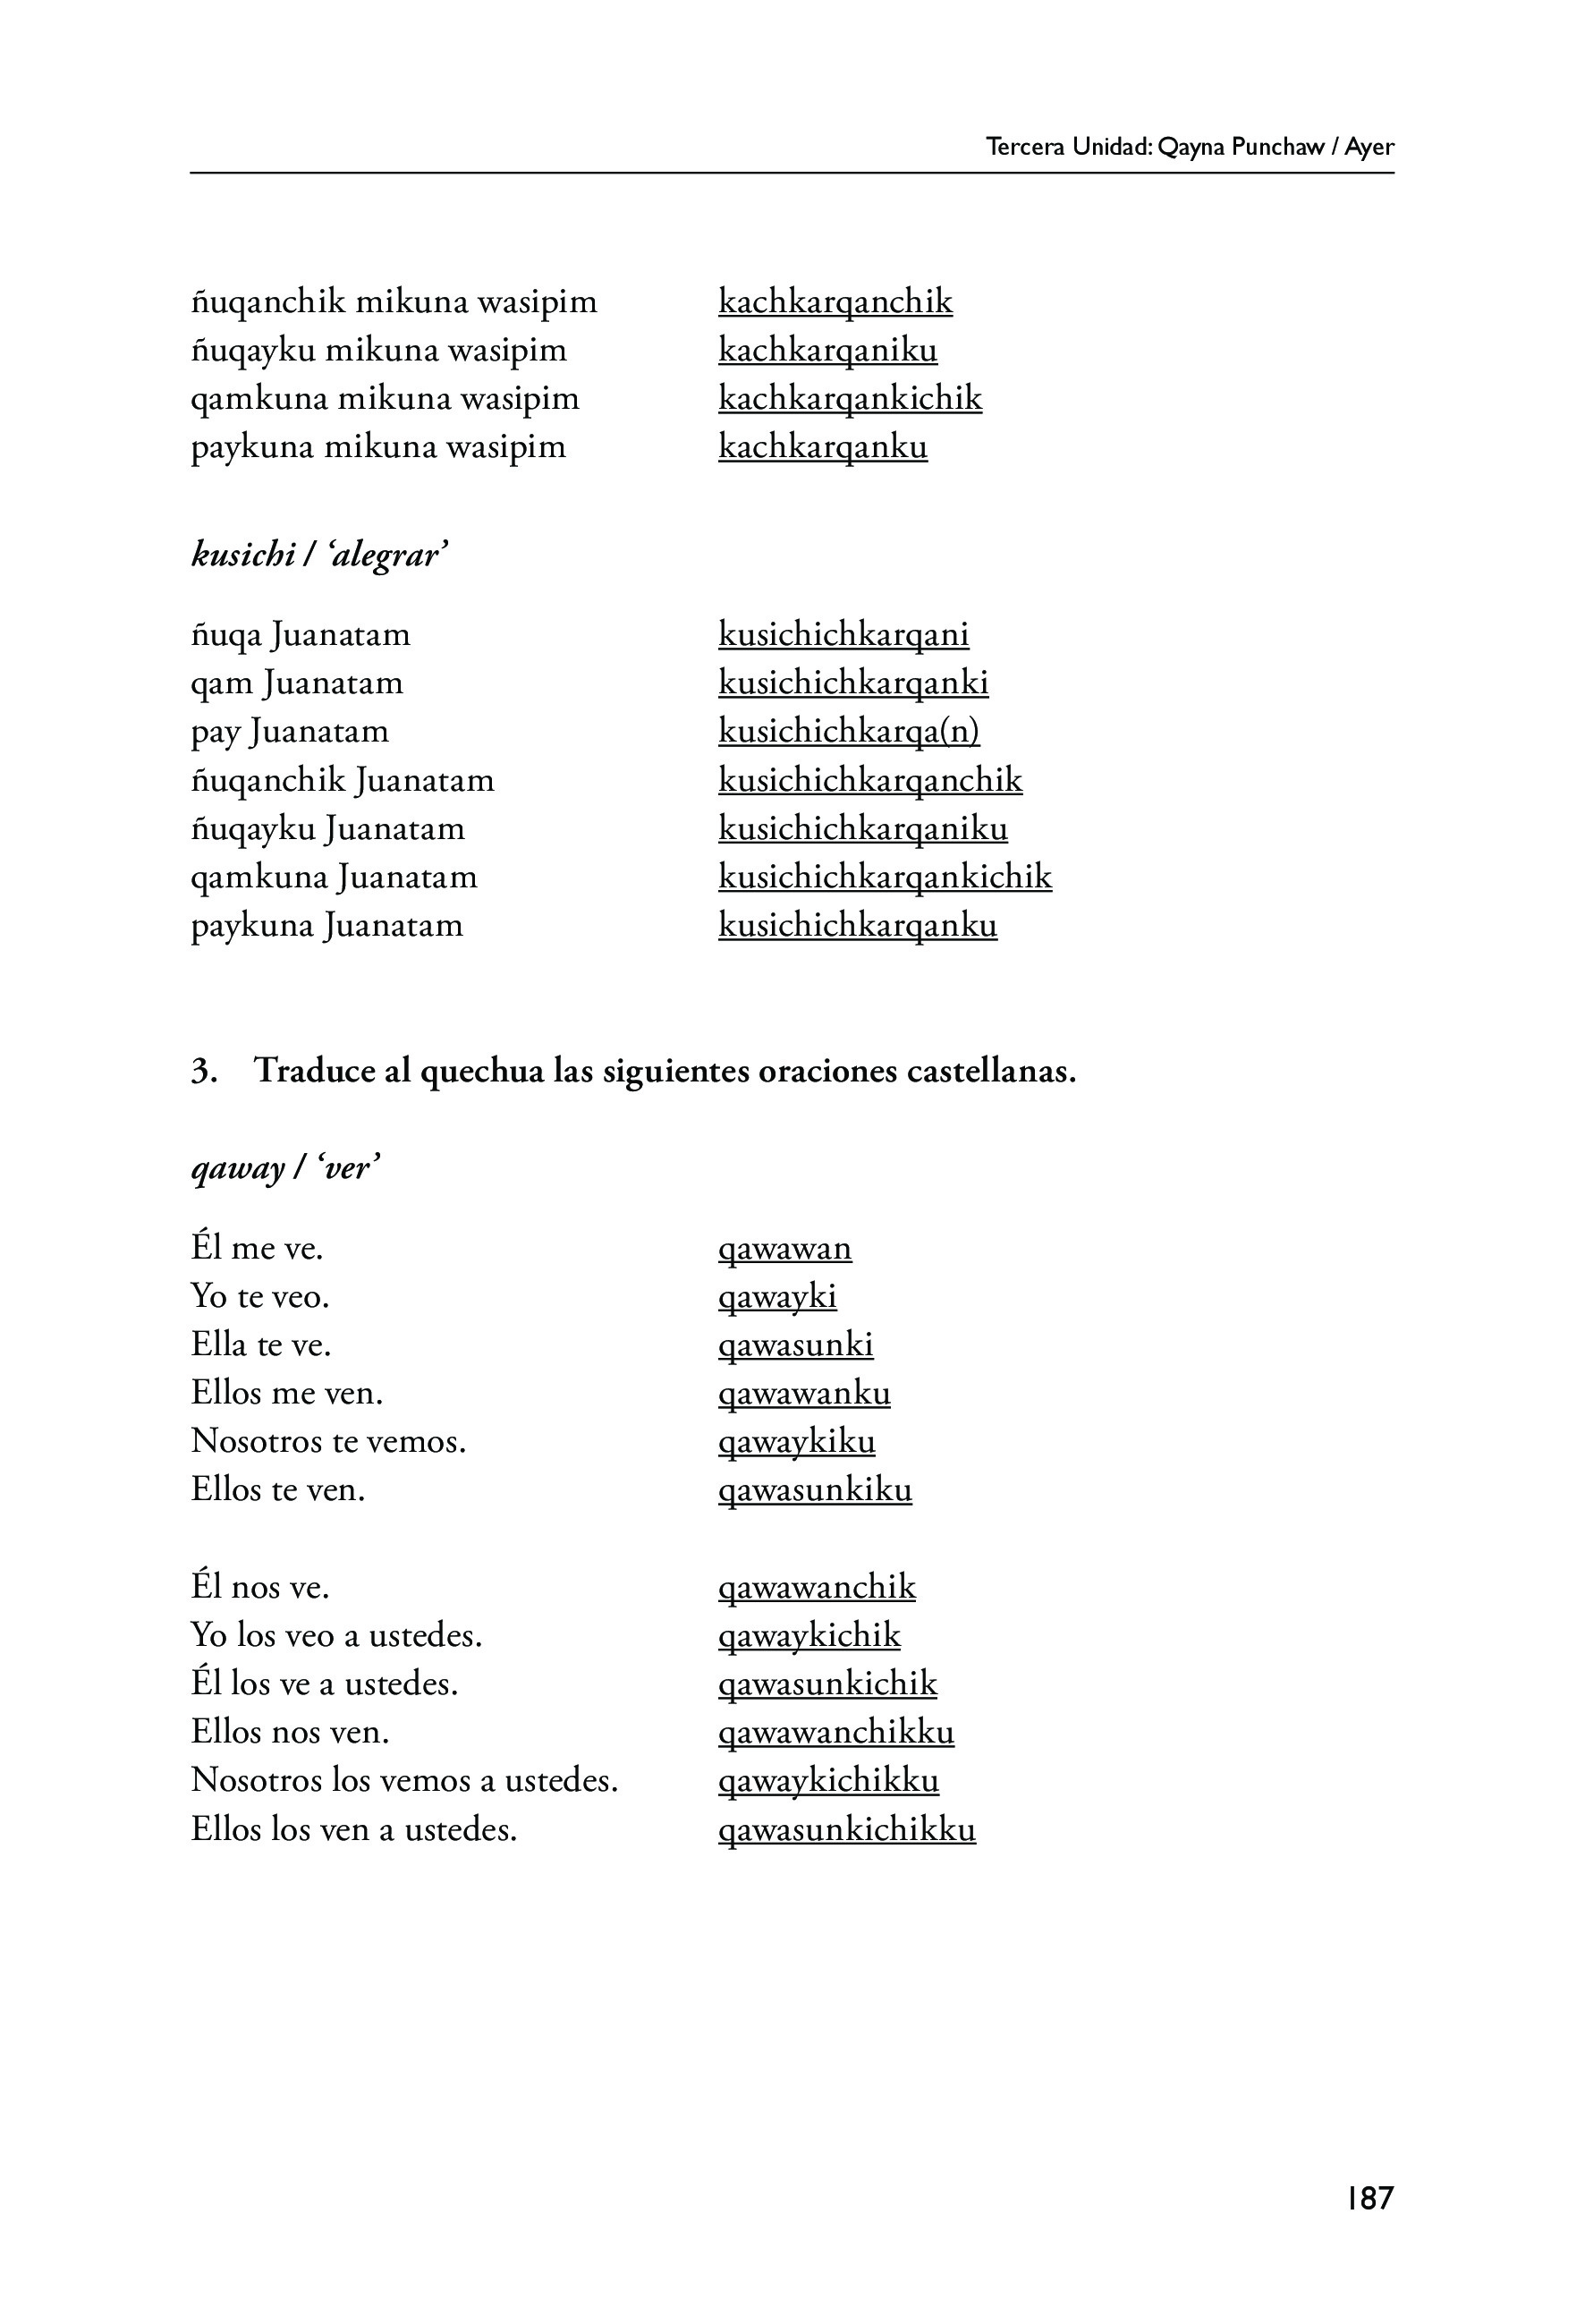 Tercera Unidad: Qayna Punchaw / Ayer
ñuqanchik mikuna wasipim kachkarqanchik
ñuqayku mikuna wasipim kachkarqaniku
qamkuna mikuna wasipim kachkarqankichik
paykuna mikuna wasipim kachkarqanku
kusichi / ‘alegrar’
ñuqa Juanatam kusichichkarqani
qam Juanatam kusichichkarqanki
pay Juanatam kusichichkarqa(n)
ñuqanchik Juanatam kusichichkarqanchik
ñuqayku Juanatam kusichichkarqaniku
qamkuna Juanatam kusichichkarqankichik
paykuna Juanatam kusichichkarqanku
3. Traduce al quechua las siguientes oraciones castellanas.
qaway / ‘ver’
Él me ve. qawawan
Yo te veo. qawayki
Ella te ve. qawasunki
Ellos me ven. qawawanku
Nosotros te vemos. qawaykiku
Ellos te ven. qawasunkiku
Él nos ve. qawawanchik
Yo los veo a ustedes. qawaykichik
Él los ve a ustedes. qawasunkichik
Ellos nos ven. qawawanchikku
Nosotros los vemos a ustedes. qawaykichikku
Ellos los ven a ustedes. qawasunkichikku
187